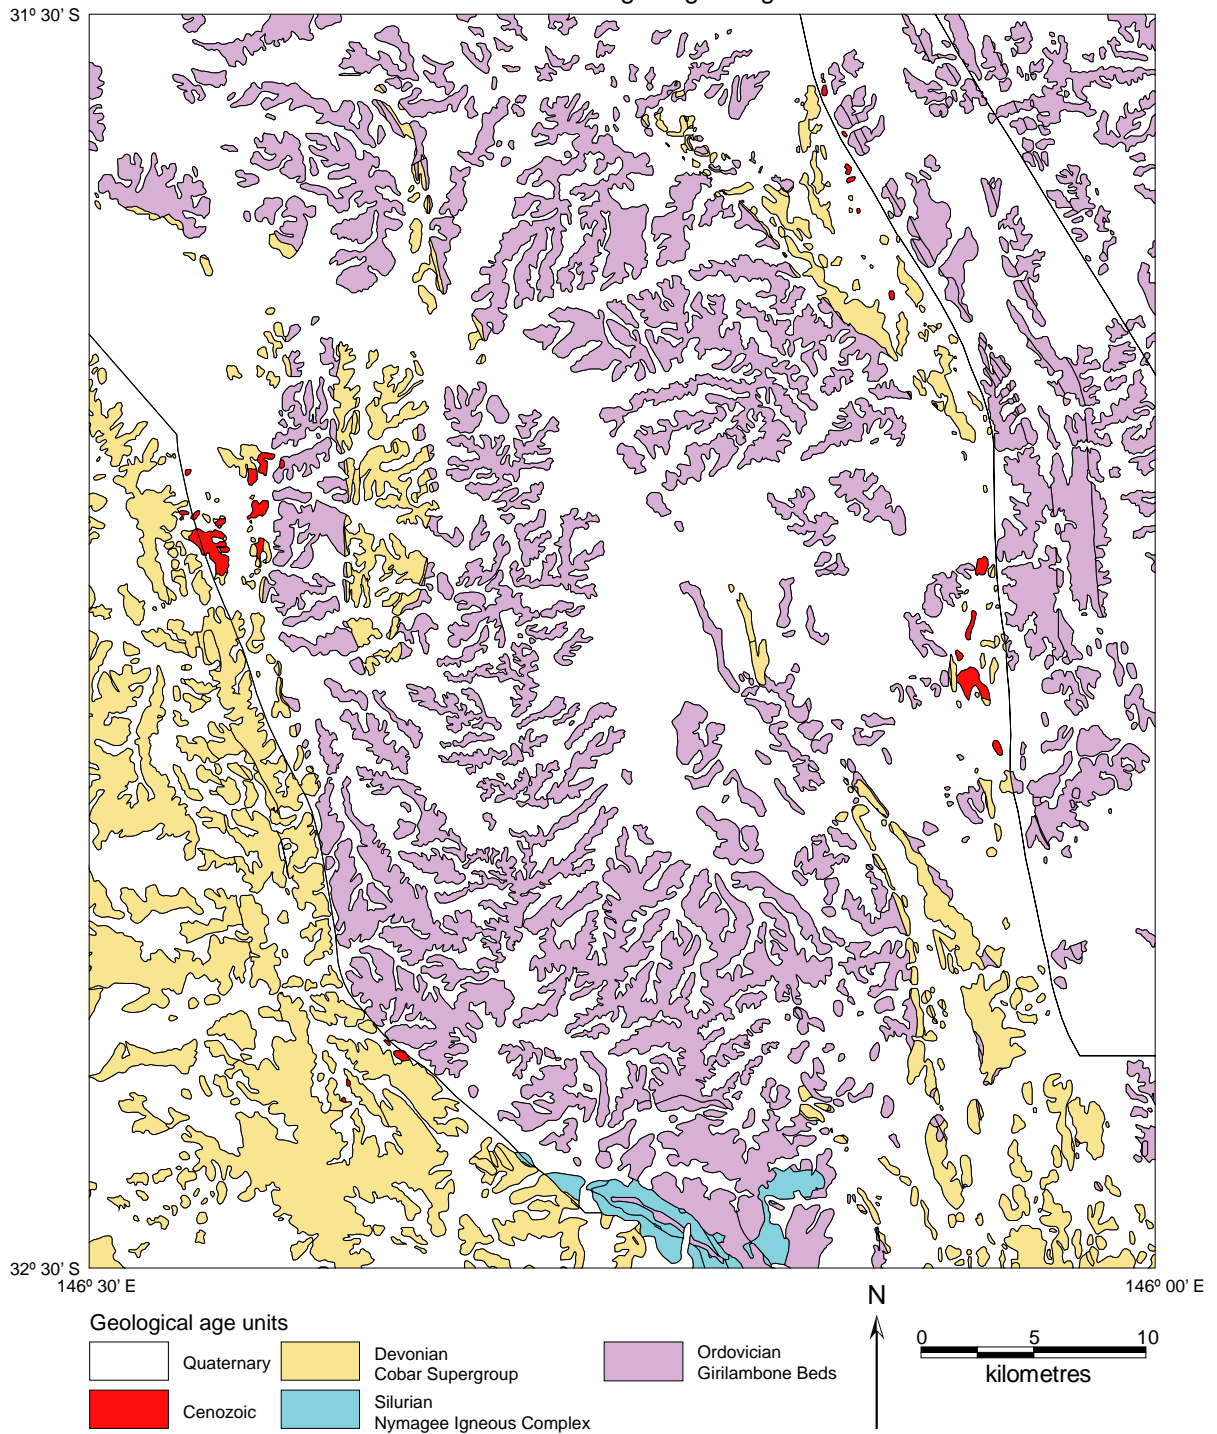 31º 30' S
32º 30' S
146º 30' E
146º 00' E
Geological age units
Quaternary
Cenozoic
Devonian
Cobar Supergroup
Silurian
Nymagee Igneous Complex
Ordovician
Girilambone Beds
N
0 5 10
kilometres